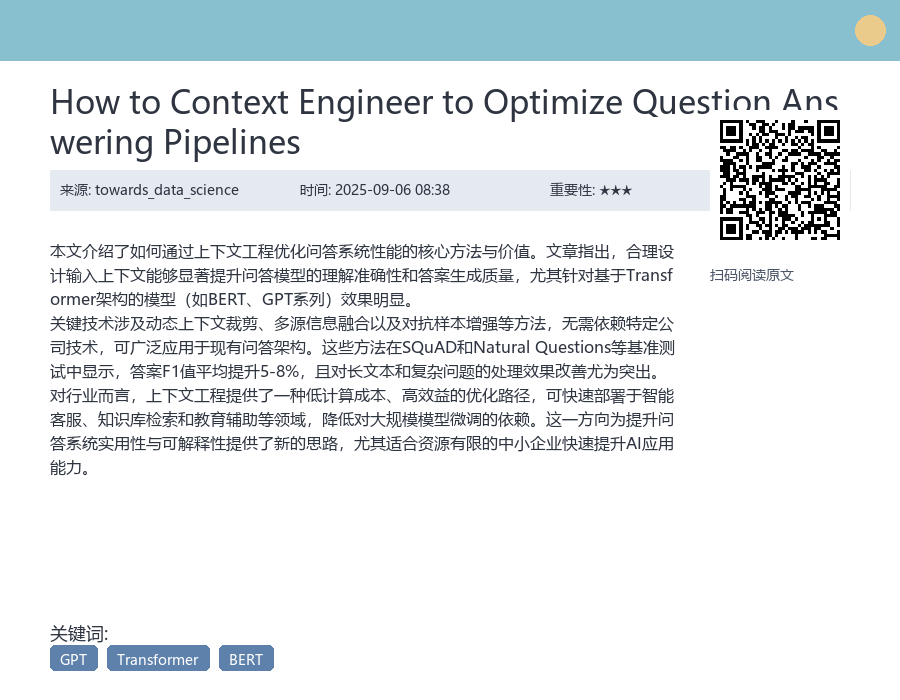 How to Context Engineer to Optimize Question Ans
wering Pipelines
来源: towards_data_science
时间: 2025-09-06 08:38
重要性: ★★★
本文介绍了如何通过上下文工程优化问答系统性能的核心方法与价值。文章指出，合理设
计输入上下文能够显著提升问答模型的理解准确性和答案生成质量，尤其针对基于Transf
ormer架构的模型（如BERT、GPT系列）效果明显。
关键技术涉及动态上下文裁剪、多源信息融合以及对抗样本增强等方法，无需依赖特定公
司技术，可广泛应用于现有问答架构。这些方法在SQuAD和Natural Questions等基准测
试中显示，答案F1值平均提升5-8%，且对长文本和复杂问题的处理效果改善尤为突出。
对行业而言，上下文工程提供了一种低计算成本、高效益的优化路径，可快速部署于智能
客服、知识库检索和教育辅助等领域，降低对大规模模型微调的依赖。这一方向为提升问
答系统实用性与可解释性提供了新的思路，尤其适合资源有限的中小企业快速提升AI应用
能力。
扫码阅读原文
关键词:
GPT
Transformer
BERT